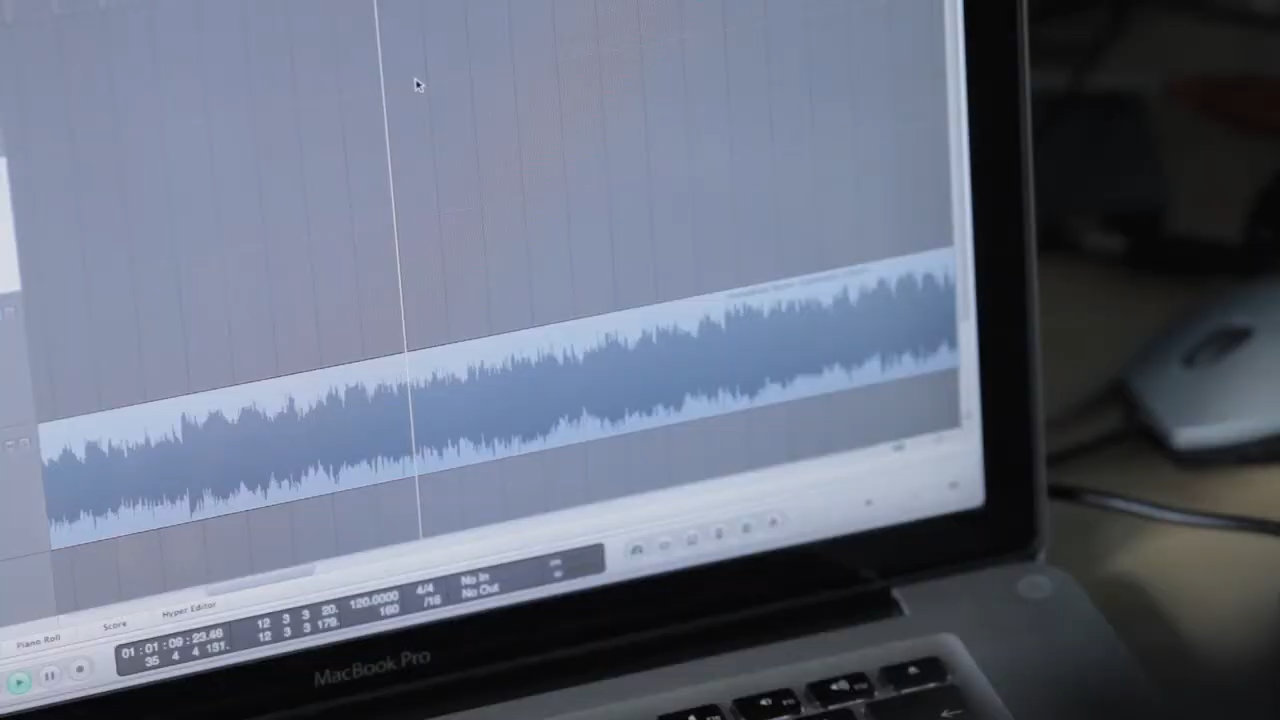 Piano Roll
Score
Hyper Editor
01 : 01 : 09 : 23.46
35 4 4 131.
12 3 3 20.
12 3 3 179.
120.0000
160
4/4
/16
No In
No Out
MacBook Pro